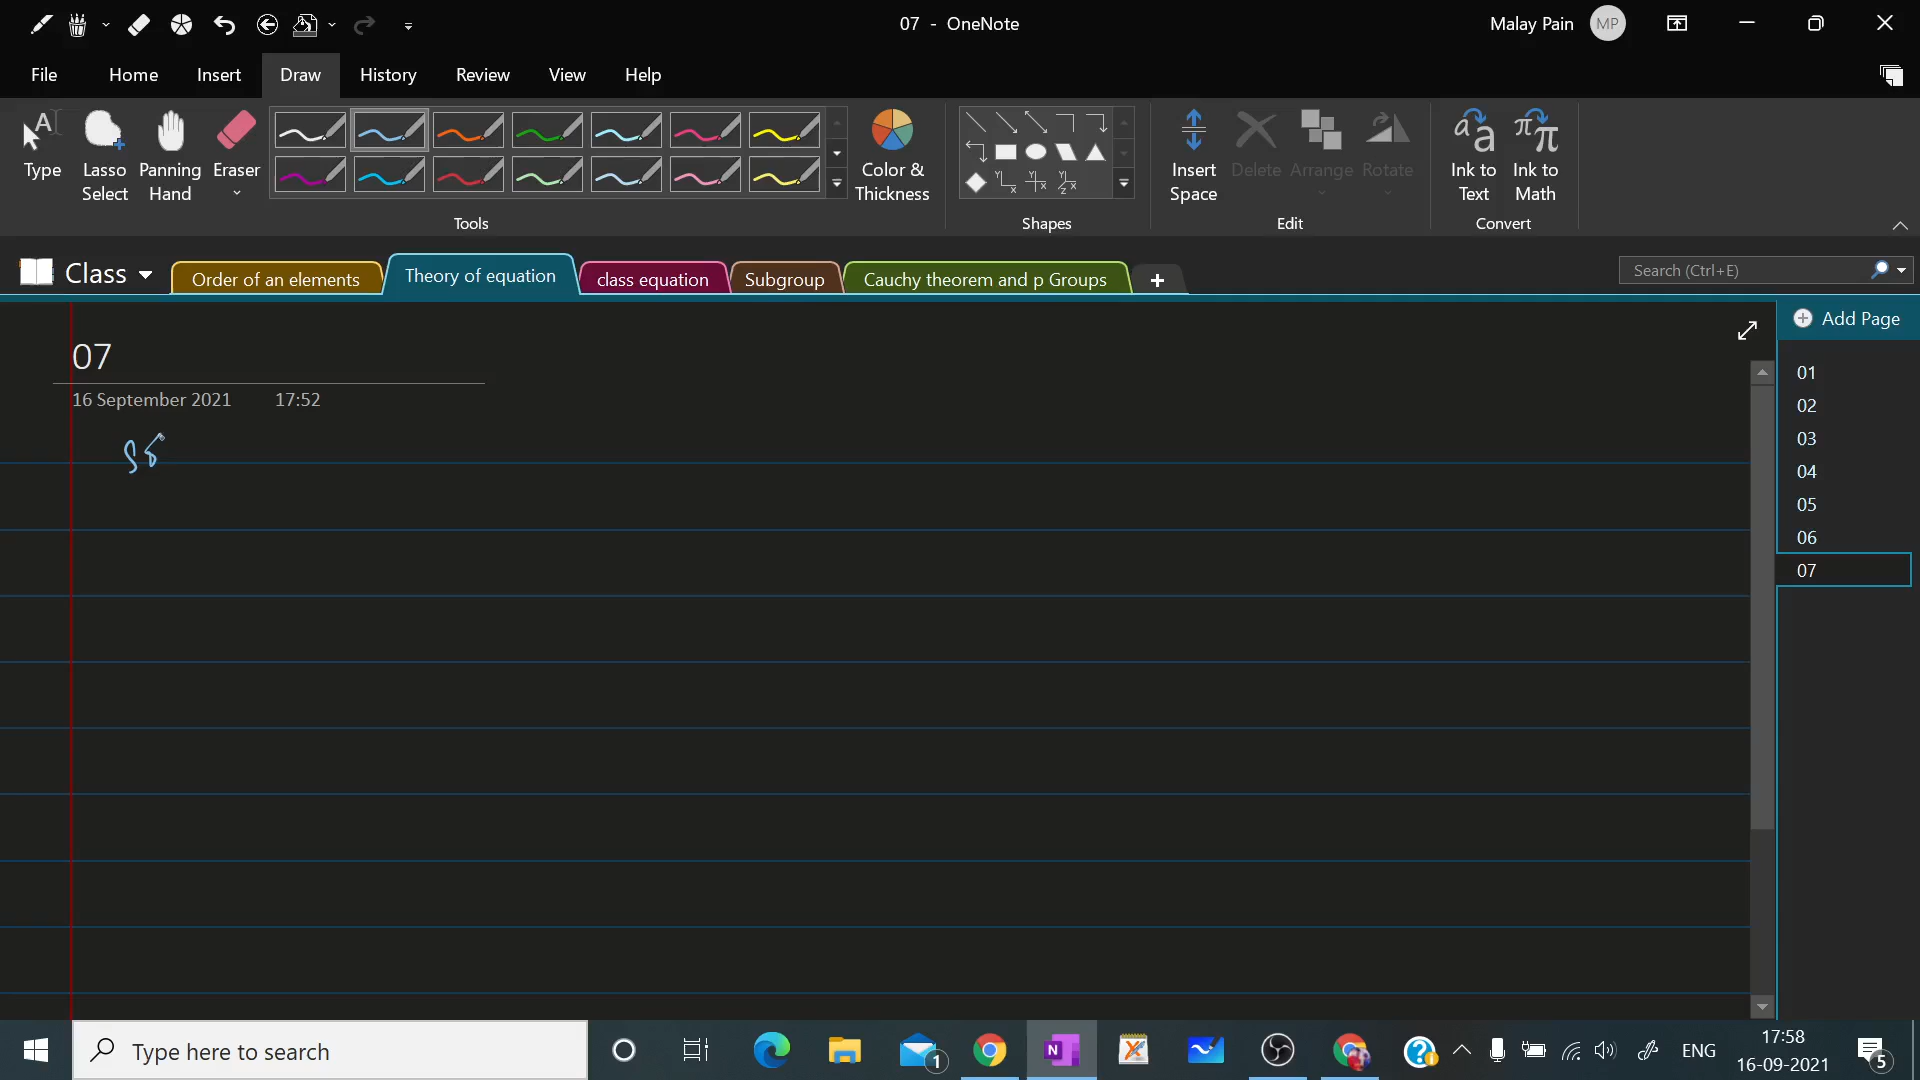 07 - OneNote
Malay Pain MP
File Home Insert Draw History Review View Help
Type
Lasso Select
Panning Hand
Eraser
Color & Thickness
Insert Space
Delete
Arrange
Rotate
Ink to Text
Ink to Math
Tools Shapes Edit Convert
Class Order of an elements Theory of equation class equation Subgroup Cauchy theorem and p Groups Search (Ctrl+E)
Add Page
07
16 September 2021 17:52
01
02
03
04
05
06
07
Type here to search
1
ENG
17:58
16-09-2021
5